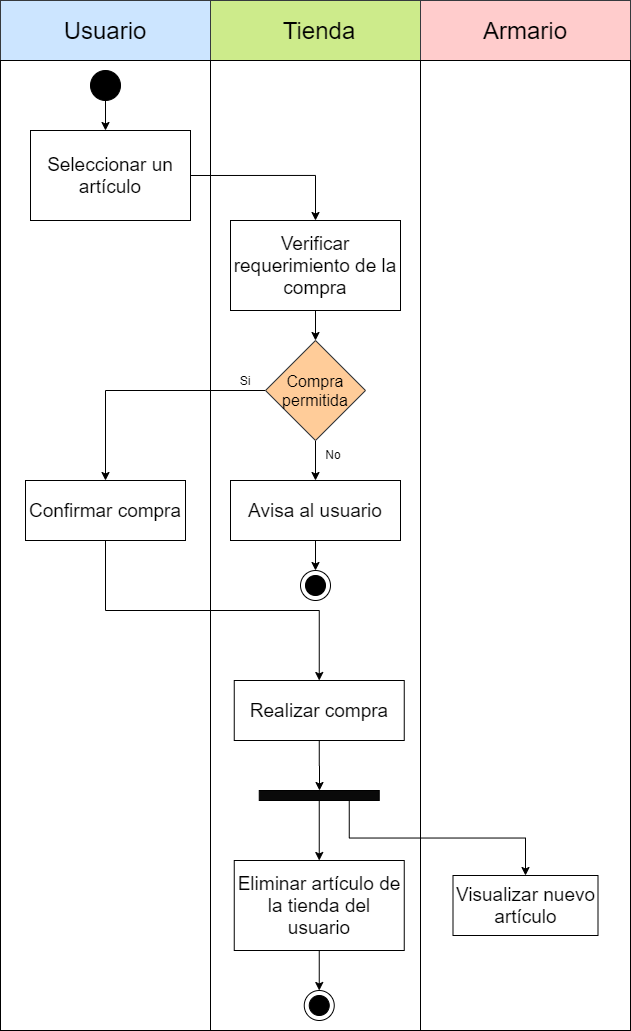 Usuario
Tienda
Armario
Seleccionar un
artículo
Verificar
requerimiento de la
compra
Si
Compra
permitida
No
Confirmar compra
Avisa al usuario
Realizar compra
Eliminar artículo de
la tienda del
usuario
Visualizar nuevo
artículo